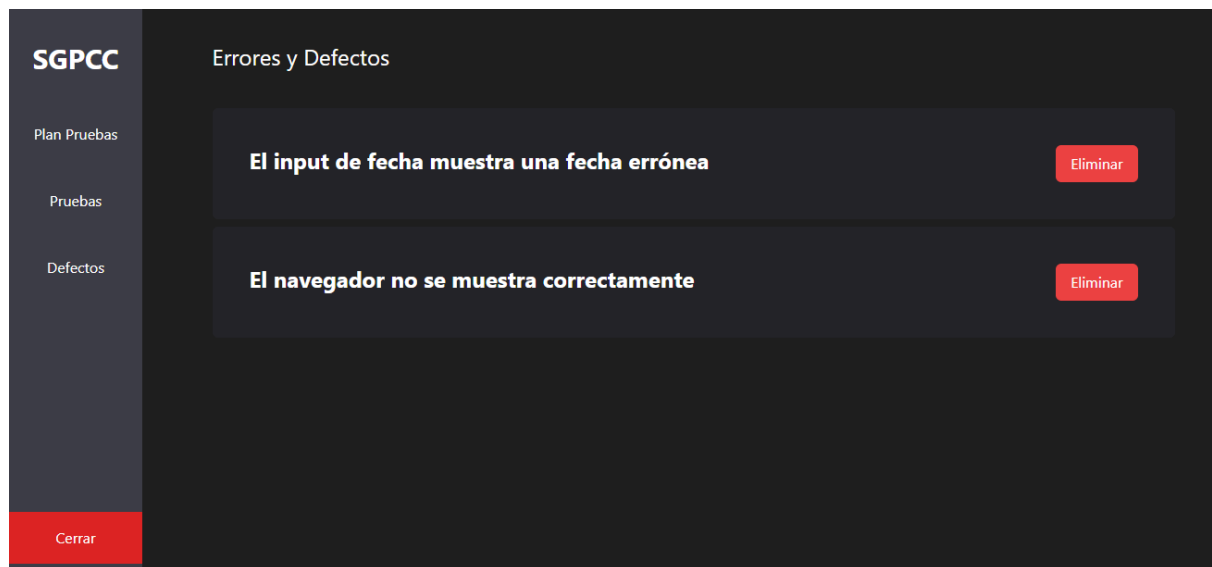 SGPCC
Plan Pruebas
Pruebas
Defectos
Cerrar
Errores y Defectos
El input de fecha muestra una fecha errónea
Eliminar
El navegador no se muestra correctamente
Eliminar